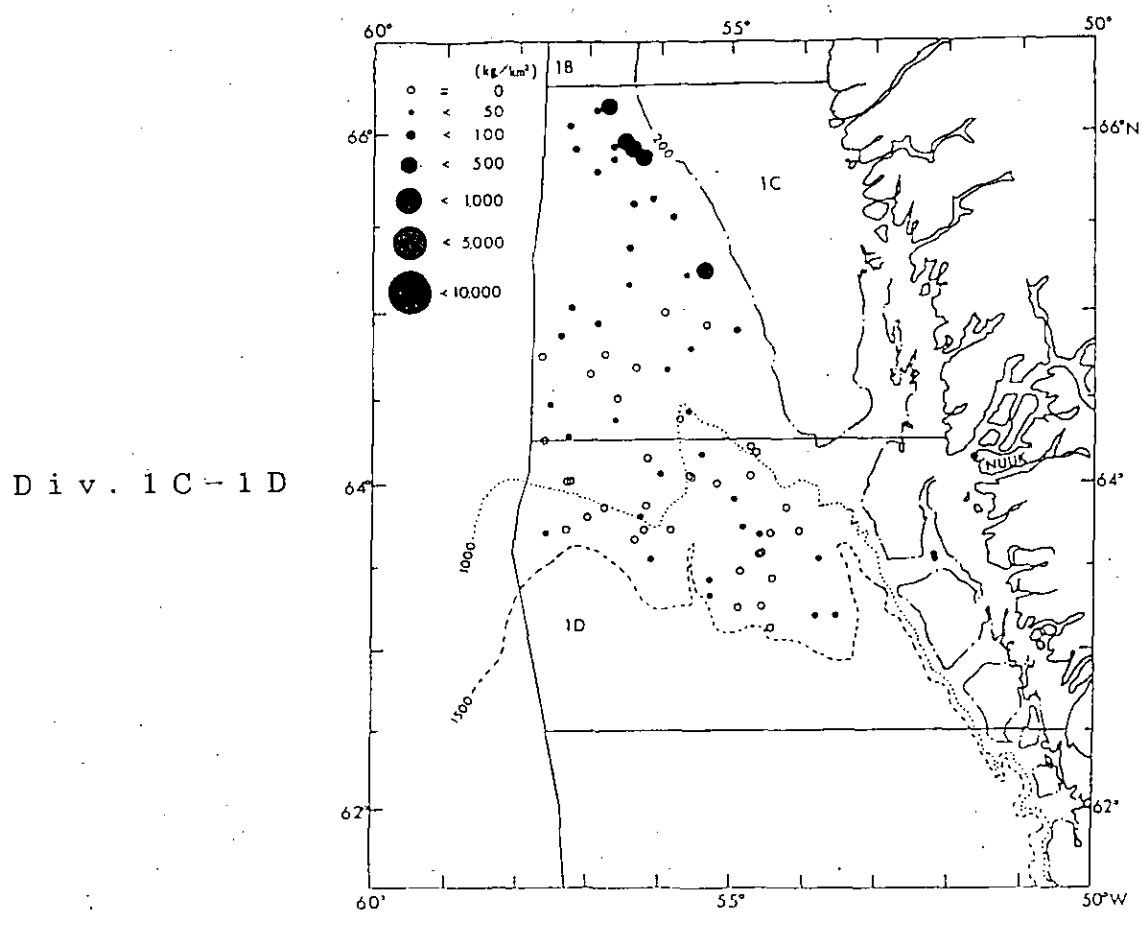 60° 55° 50°
(kg/km²)
○ = 0
• < 50
• < 100
● < 500
● < 1,000
● < 5,000
● < 10,000
1B
66° 66°N
200
1C
Div. 1C-1D
64° 64°
NUUK
1000
1D
1500
62° 62°
60° 55° 50°W